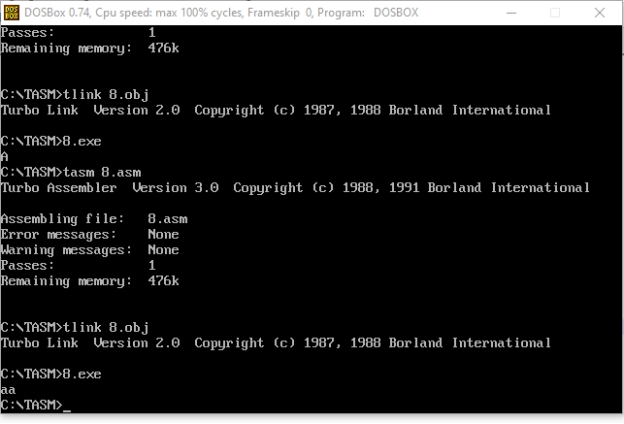 DOSBox 0.74, Cpu speed: max 100% cycles, Frameskip 0, Program: DOSBOX
Passes: 1
Remaining memory: 476k
C:\TASM>tlink 8.obj
Turbo Link Version 2.0 Copyright (c) 1987, 1988 Borland International
C:\TASM>8.exe
A
C:\TASM>tasm 8.asm
Turbo Assembler Version 3.0 Copyright (c) 1988, 1991 Borland International
Assembling file: 8.asm
Error messages: None
Warning messages: None
Passes: 1
Remaining memory: 476k
C:\TASM>tlink 8.obj
Turbo Link Version 2.0 Copyright (c) 1987, 1988 Borland International
C:\TASM>8.exe
aa
C:\TASM>_